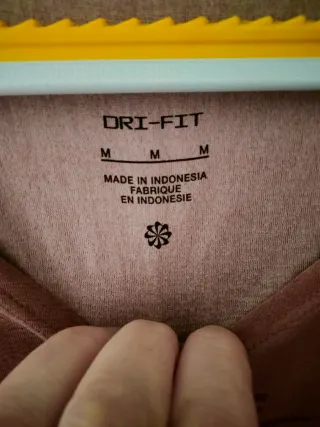 DRI-FIT
M M M
MADE IN INDONESIA
FABRIQUE
EN INDONESIE